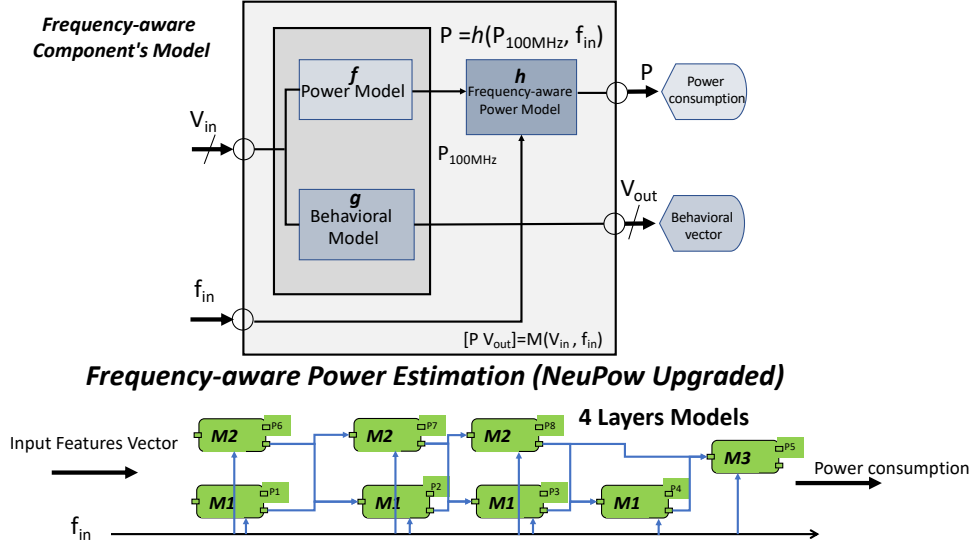 Frequency-aware
Component's Model
P =h(P100MHz, fin)
f
Power Model
h
Frequency-aware
Power Model
P
Power
consumption
Vin
P100MHz
g
Behavioral
Model
Vout
Behavioral
vector
fin
[P Vout]=M(Vin , fin)
Frequency-aware Power Estimation (NeuPow Upgraded)
4 Layers Models
Input Features Vector
M2
P6
M2
P7
M2
P8
M3
P5
Power consumption
M1
P1
M1
P2
M1
P3
M1
P4
fin